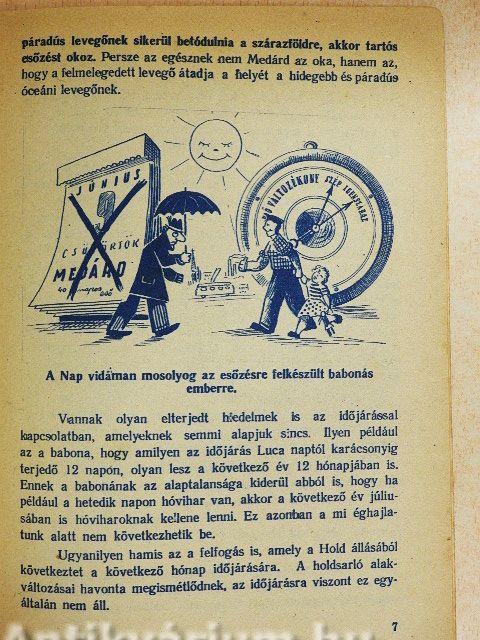 páradús levegőnek sikerül betódulnia a szárazföldre, akkor tartós
esőzést okoz. Persze az egésznek nem Medárd az oka, hanem az,
hogy a felmelegedett levegő átadja a helyét a hidegebb és páradús
óceáni levegőnek.
JÚNIUS
CSÜTÖRTÖK
MEDÁRD
40 napos eső
VÁLTOZÉKONY SZÉP
A Nap vidáman mosolyog az esőzésre felkészült babonás
emberre.
Vannak olyan elterjedt hiedelmek is az időjárással
kapcsolatban, amelyeknek semmi alapjuk sincs. Ilyen például
az a babona, hogy amilyen az időjárás Luca naptól karácsonyig
terjedő 12 napon, olyan lesz a következő év 12 hónapjában is.
Ennek a babonának az alaptalansága kiderül abból is, hogy ha
például a hetedik napon hóvihar van, akkor a következő év júliu-
sában is hóviharoknak kellene lenni. Ez azonban a mi éghajla-
tunk alatt nem következhetik be.
Ugyanilyen hamis az a felfogás is, amely a Hold állásából
következtet a következő hónap időjárására. A holdsarló alak-
változásai havonta megismétlődnek, az időjárásra viszont ez egy-
általán nem áll.
7
Antikvárium.hu